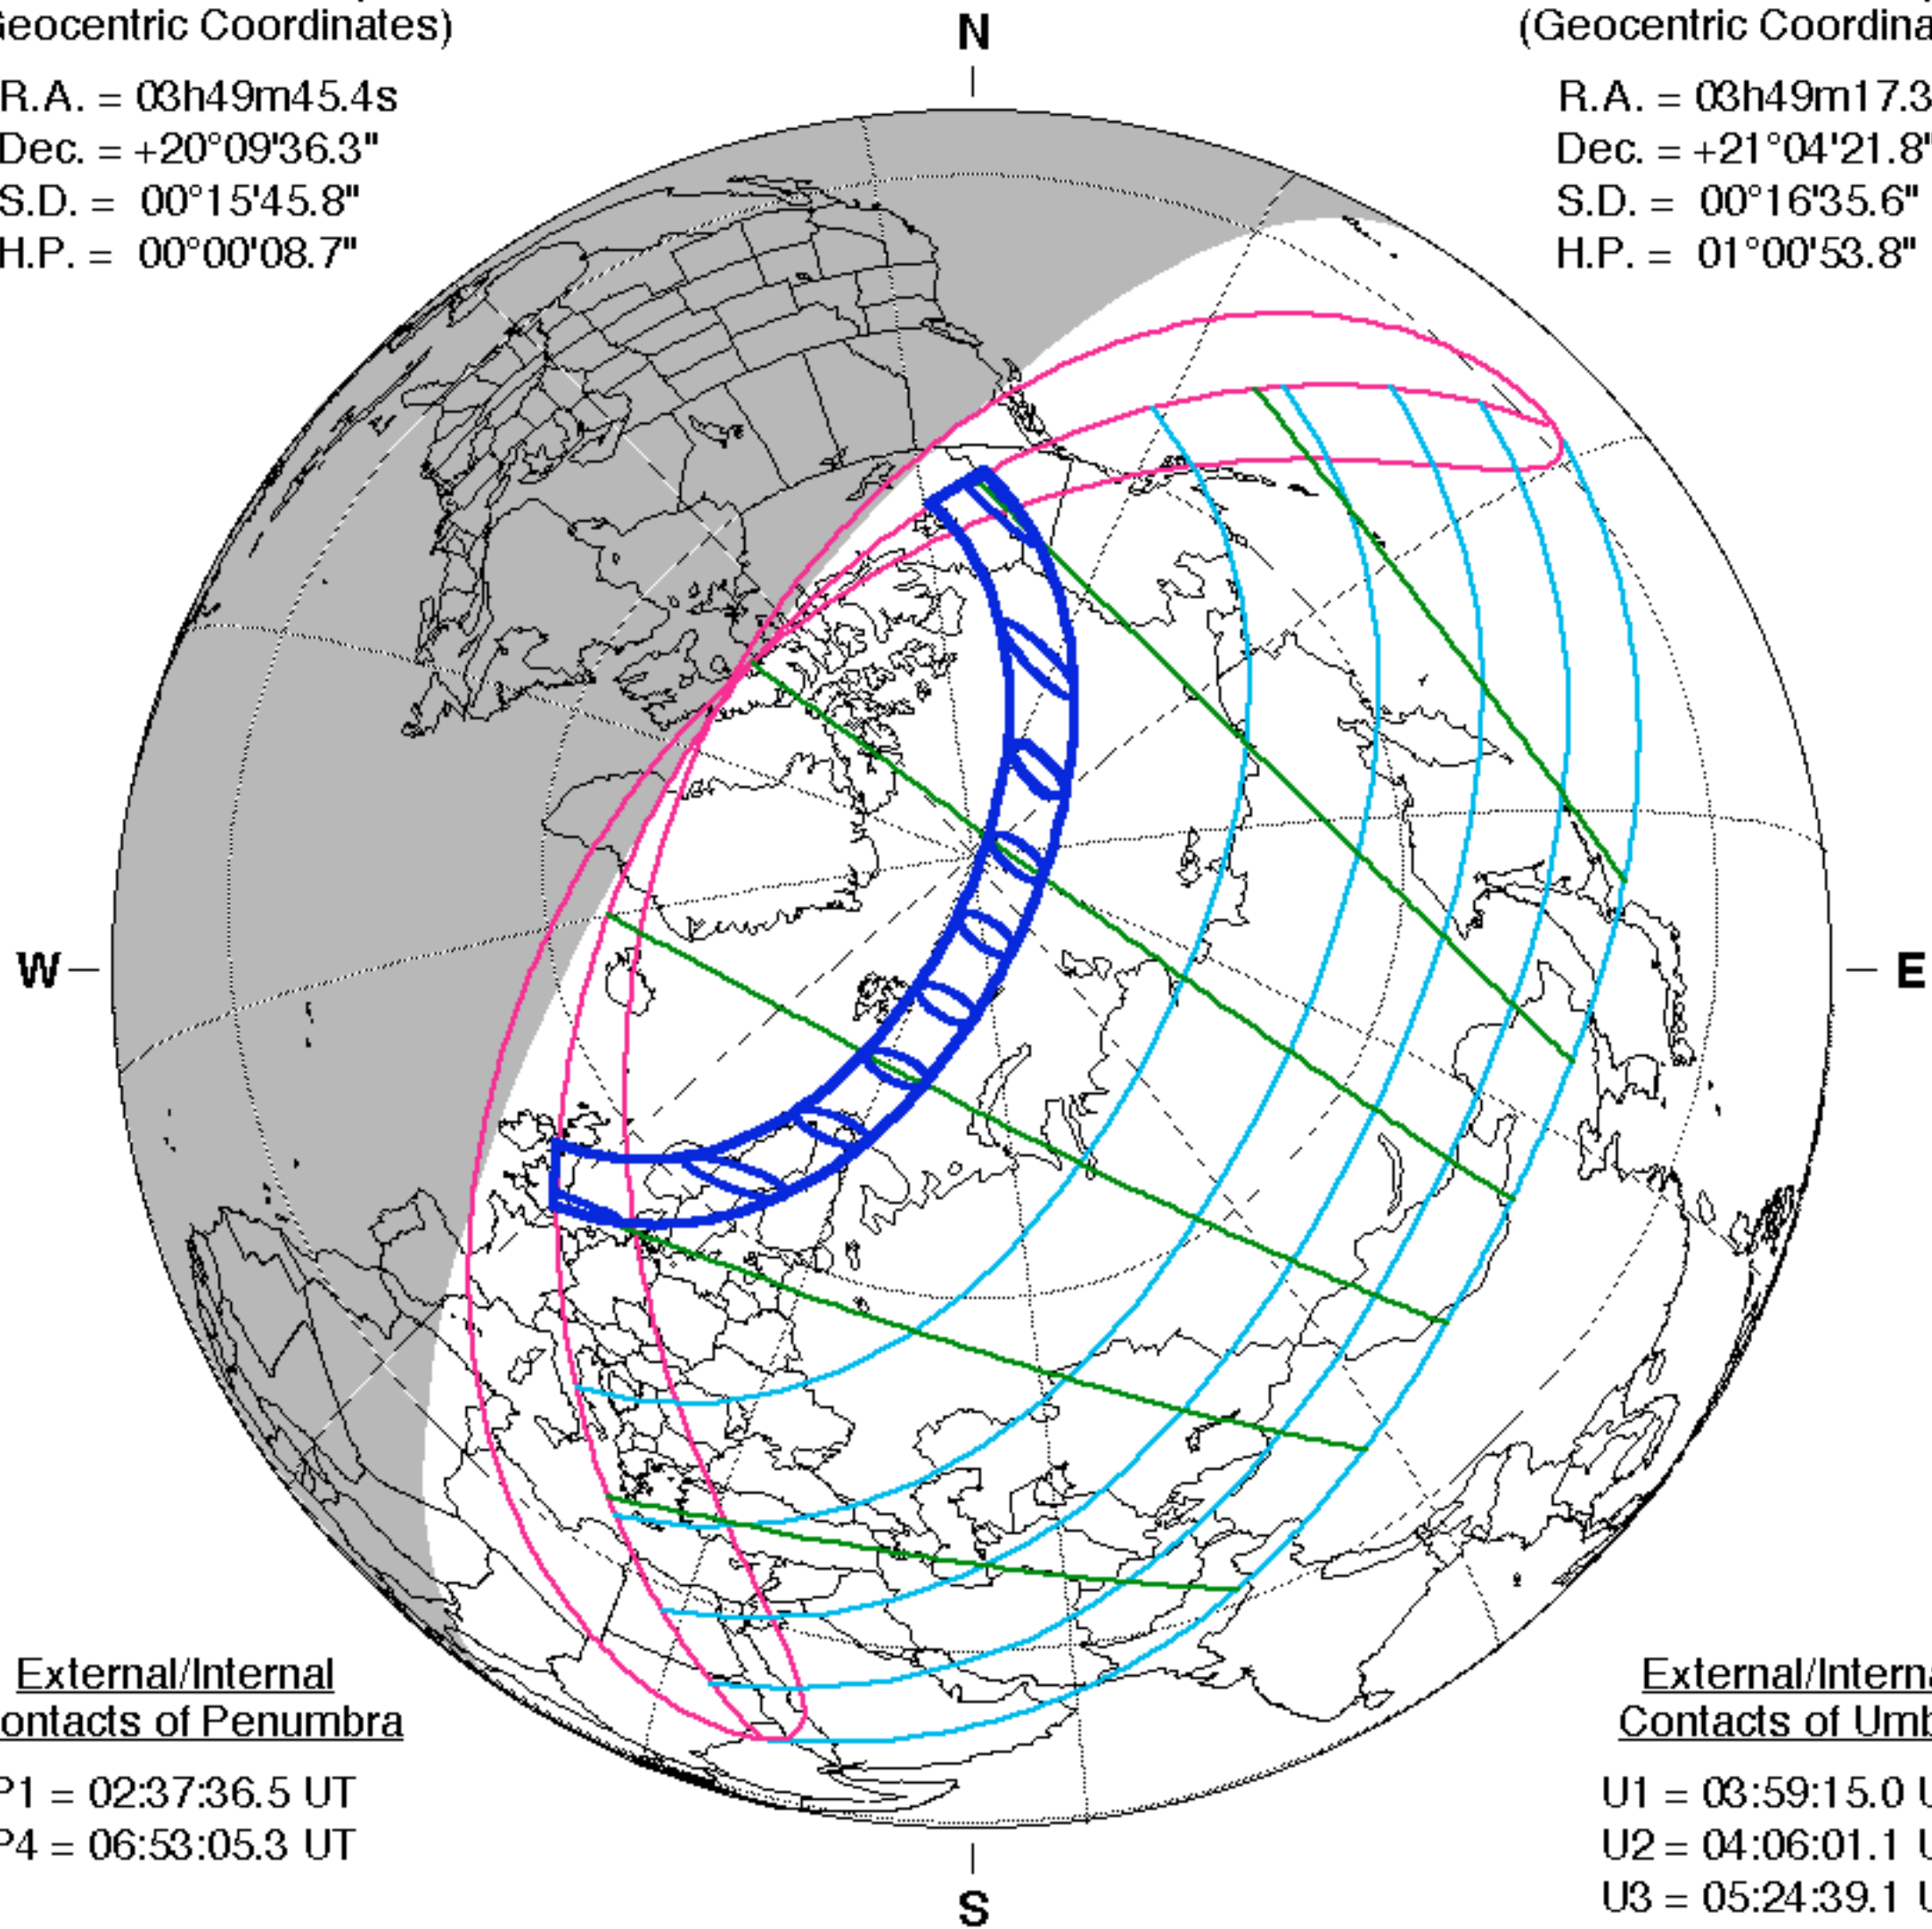 N
Geocentric Coordinates)
R.A. = 03h49m45.4s
Dec. = +20°09'36.3"
S.D. = 00°15'45.8"
H.P. = 00°00'08.7"
(Geocentric Coordina
R.A. = 03h49m17.3
Dec. = +21°04'21.8"
S.D. = 00°16'35.6"
H.P. = 01°00'53.8"
W
E
External/Internal
ontacts of Penumbra
P1 = 02:37:36.5 UT
P4 = 06:53:05.3 UT
External/Interna
Contacts of Umb
U1 = 03:59:15.0 U
U2 = 04:06:01.1 U
U3 = 05:24:39.1 U
S